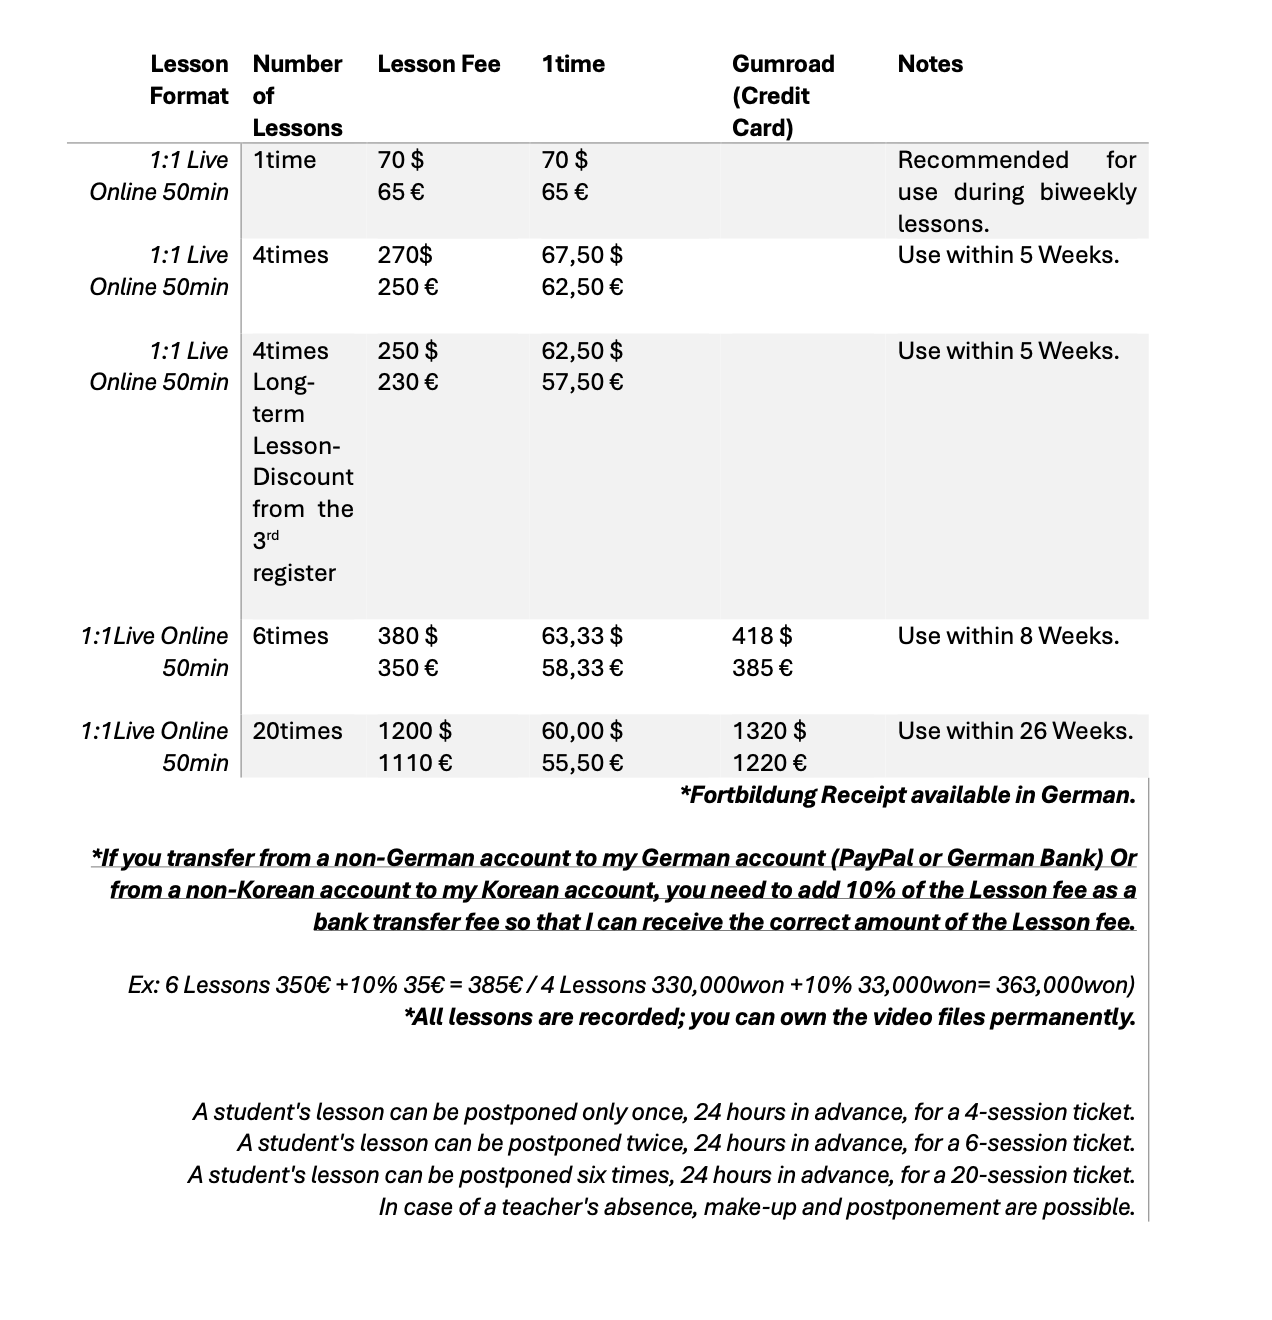 Lesson Format | Number of Lessons | Lesson Fee | 1time | Gumroad (Credit Card) | Notes
1:1 Live Online 50min | 1time | 70 $ 65 € | 70 $ 65 € | | Recommended for use during biweekly lessons.
1:1 Live Online 50min | 4times | 270$ 250 € | 67,50 $ 62,50 € | | Use within 5 Weeks.
1:1 Live Online 50min | 4times Long-term Lesson-Discount from the 3rd register | 250 $ 230 € | 62,50 $ 57,50 € | | Use within 5 Weeks.
1:1Live Online 50min | 6times | 380 $ 350 € | 63,33 $ 58,33 € | 418 $ 385 € | Use within 8 Weeks.
1:1Live Online 50min | 20times | 1200 $ 1110 € | 60,00 $ 55,50 € | 1320 $ 1220 € | Use within 26 Weeks.
*Fortbildung Receipt available in German.
*If you transfer from a non-German account to my German account (PayPal or German Bank) Or
from a non-Korean account to my Korean account, you need to add 10% of the Lesson fee as a
bank transfer fee so that I can receive the correct amount of the Lesson fee.
Ex: 6 Lessons 350€ +10% 35€ = 385€ / 4 Lessons 330,000won +10% 33,000won= 363,000won)
*All lessons are recorded; you can own the video files permanently.
A student's lesson can be postponed only once, 24 hours in advance, for a 4-session ticket.
A student's lesson can be postponed twice, 24 hours in advance, for a 6-session ticket.
A student's lesson can be postponed six times, 24 hours in advance, for a 20-session ticket.
In case of a teacher's absence, make-up and postponement are possible.